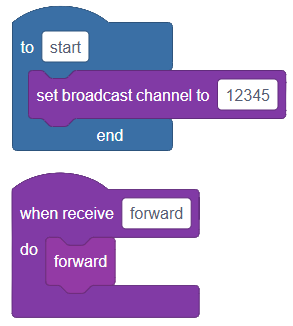 to start
set broadcast channel to 12345
end
when receive forward
do
forward